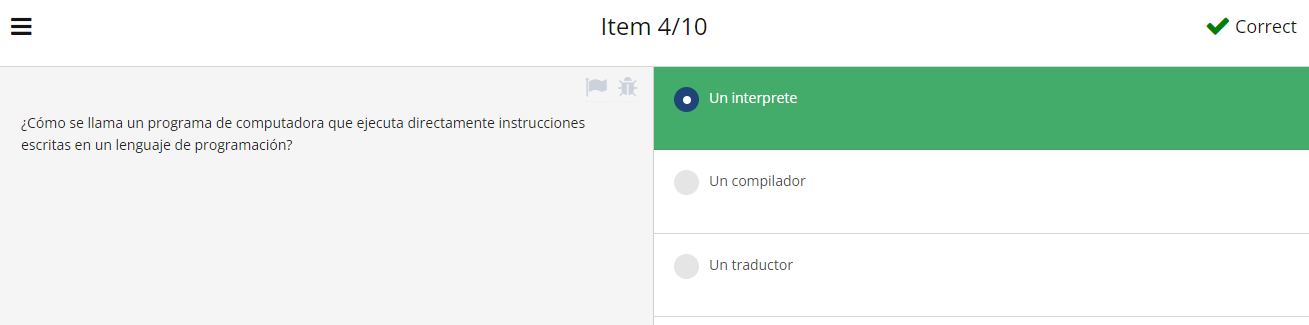 Item 4/10
Correct
¿Cómo se llama un programa de computadora que ejecuta directamente instrucciones
escritas en un lenguaje de programación?
Un interprete
Un compilador
Un traductor